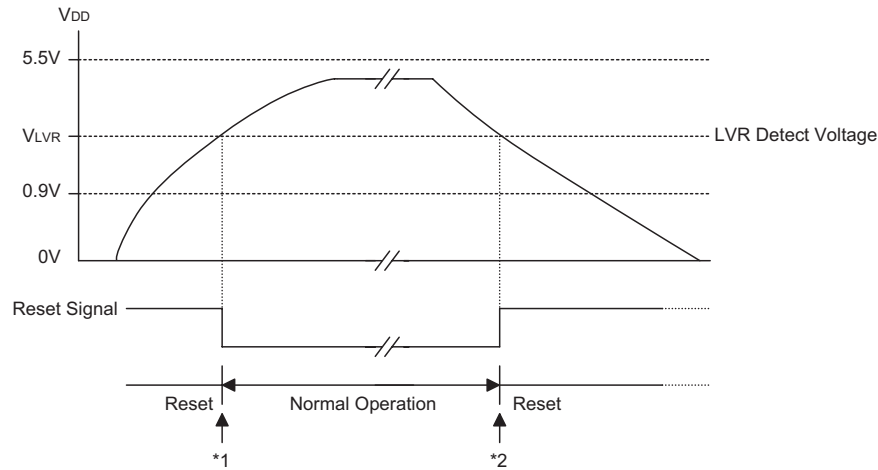 VDD
5.5V
VLVR
LVR Detect Voltage
0.9V
0V
Reset Signal
Reset
Normal Operation
Reset
*1
*2